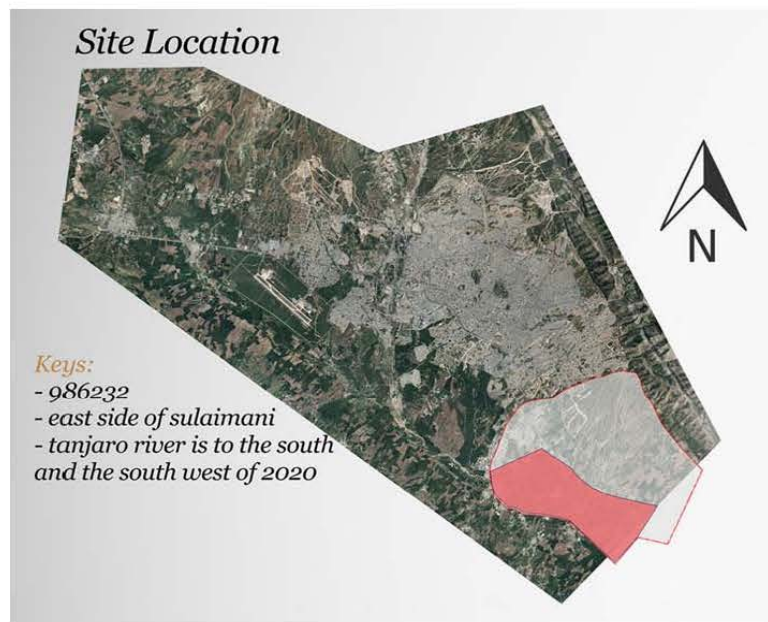 Site Location
N
Keys:
- 986232
- east side of sulaimani
- tanjaro river is to the south
and the south west of 2020